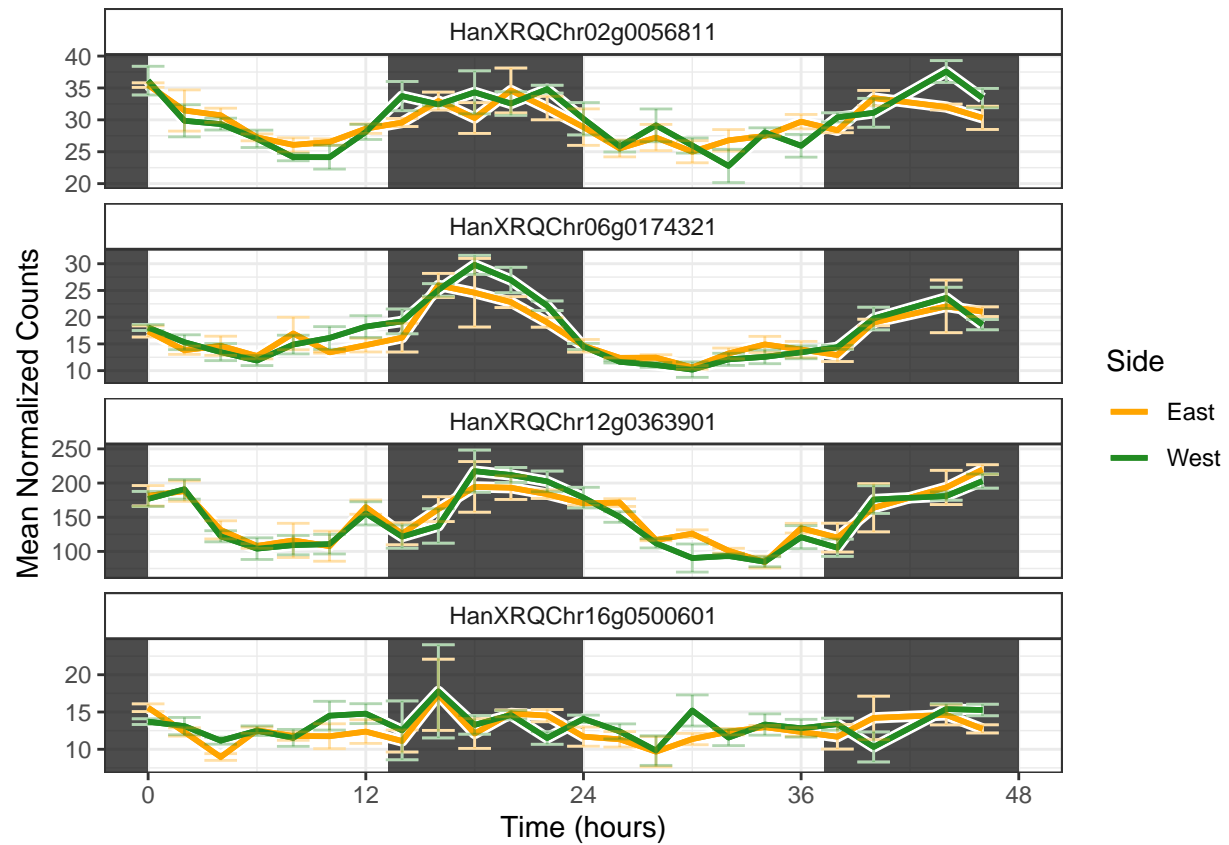 HanXRQChr02g0056811
40
35
30
25
20
HanXRQChr06g0174321
30
25
20
15
10
HanXRQChr12g0363901
250
200
150
100
HanXRQChr16g0500601
20
15
10
0 12 24 36 48
Time (hours)
Mean Normalized Counts
Side
East
West